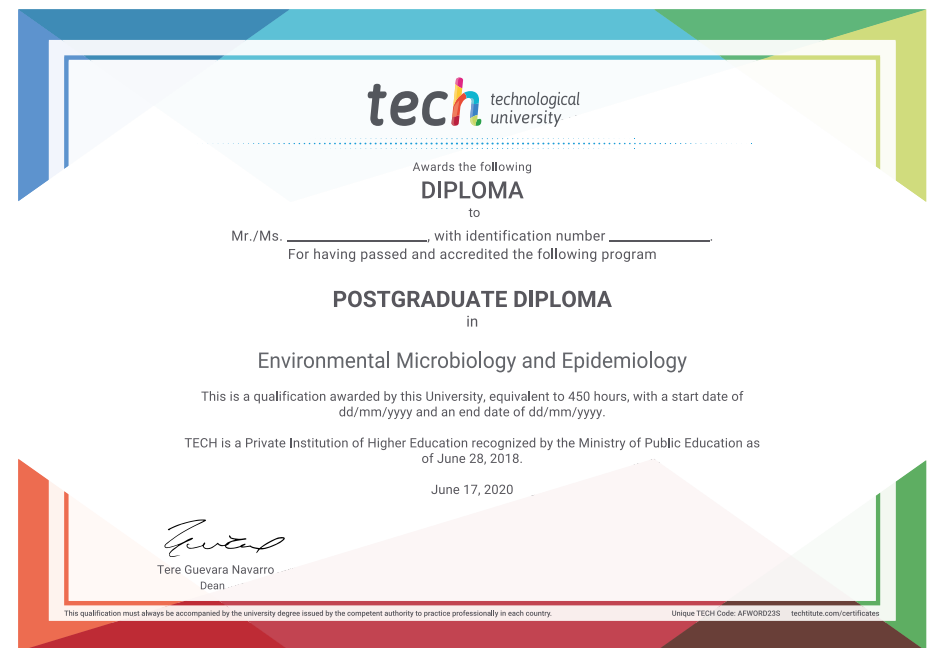 tech technological
university
Awards the following
DIPLOMA
to
Mr./Ms. ____________________, with identification number ______________.
For having passed and accredited the following program
POSTGRADUATE DIPLOMA
in
Environmental Microbiology and Epidemiology
This is a qualification awarded by this University, equivalent to 450 hours, with a start date of
dd/mm/yyyy and an end date of dd/mm/yyyy.
TECH is a Private Institution of Higher Education recognized by the Ministry of Public Education as
of June 28, 2018.
June 17, 2020
Tere Guevara Navarro
Dean
This qualification must always be accompanied by the university degree issued by the competent authority to practice professionally in each country. Unique TECH Code: AFWORD23S techtitute.com/certificates